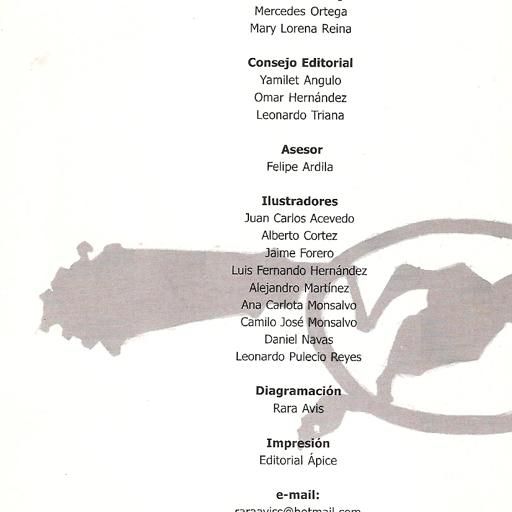 Mercedes Ortega
Mary Lorena Reina
Consejo Editorial
Yamilet Angulo
Omar Hernández
Leonardo Triana
Asesor
Felipe Ardila
Ilustradores
Juan Carlos Acevedo
Alberto Cortez
Jaime Forero
Luis Fernando Hernández
Alejandro Martínez
Ana Carlota Monsalvo
Camilo José Monsalvo
Daniel Navas
Leonardo Pulecio Reyes
Diagramación
Rara Avis
Impresión
Editorial Ápice
e-mail: